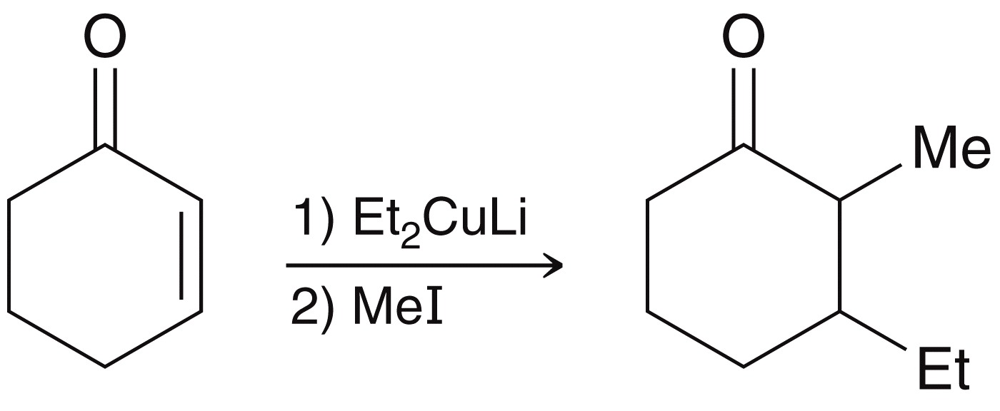 O
O
Me
1) Et₂CuLi
2) MeI
Et